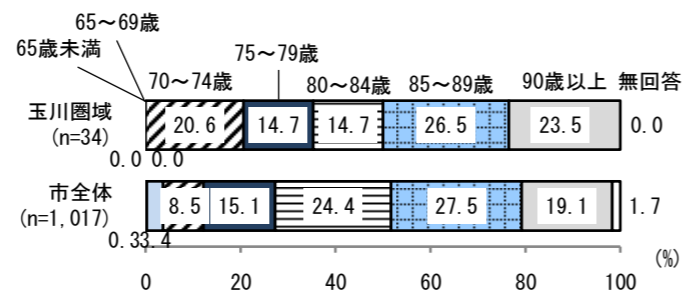 65～69歳
65歳未満
75～79歳
70～74歳 80～84歳 85～89歳 90歳以上 無回答
玉川圏域 20.6 14.7 14.7 26.5 23.5 0.0
(n=34)
0.0 0.0
市全体 8.5 15.1 24.4 27.5 19.1 1.7
(n=1,017)
0.33.4
(%)
0 20 40 60 80 100